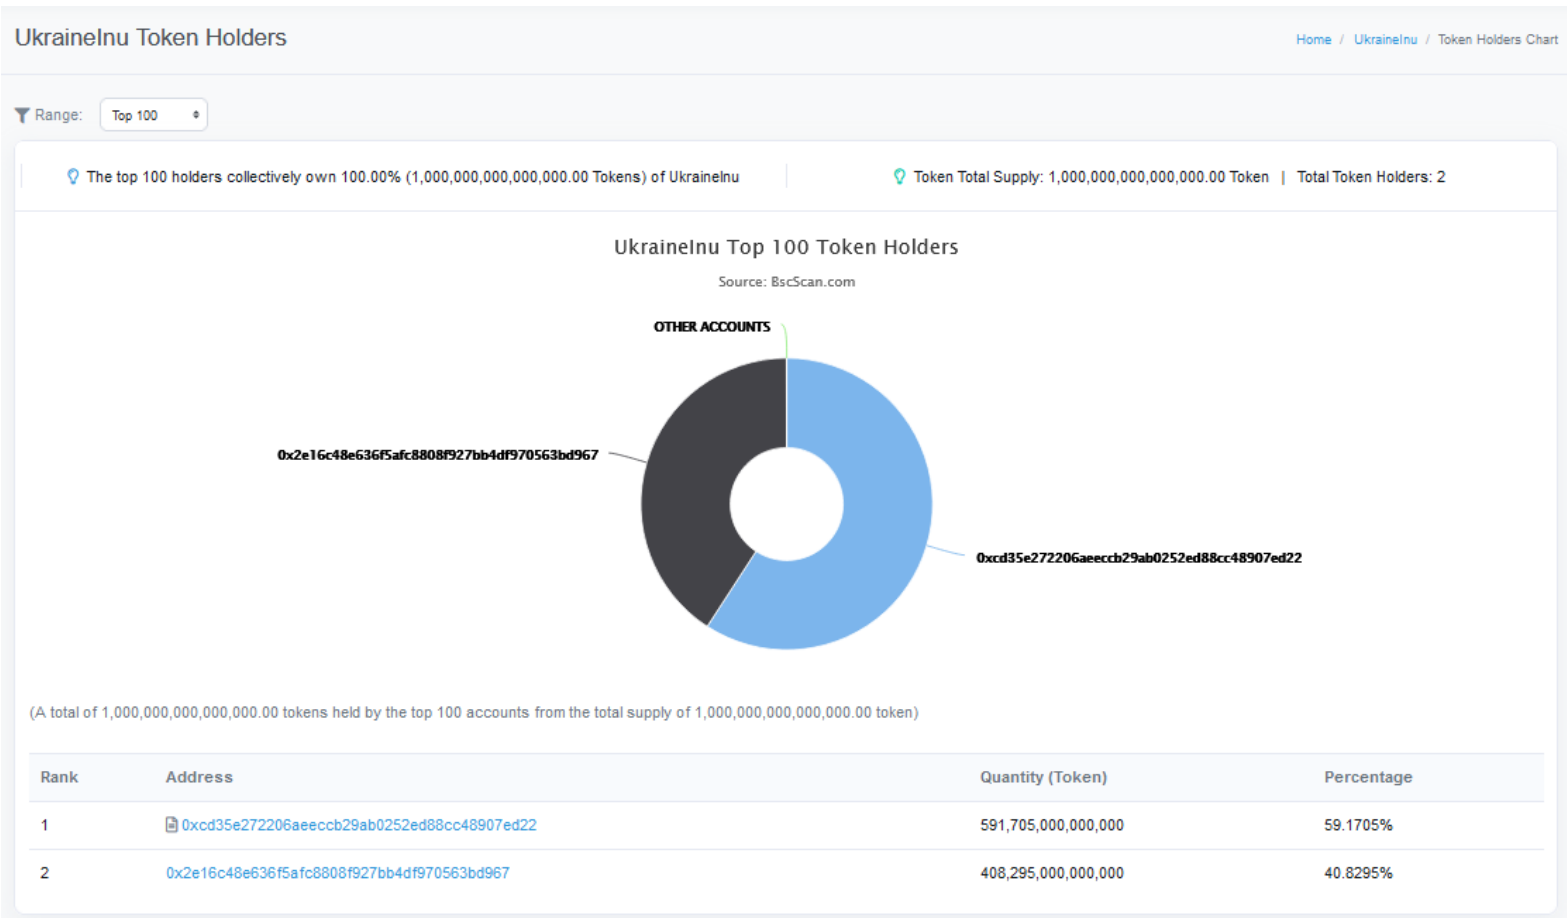 UkraineInu Token Holders
Home / UkraineInu / Token Holders Chart
Range: Top 100
The top 100 holders collectively own 100.00% (1,000,000,000,000,000.00 Tokens) of UkraineInu
Token Total Supply: 1,000,000,000,000,000.00 Token | Total Token Holders: 2
UkraineInu Top 100 Token Holders
Source: BscScan.com
OTHER ACCOUNTS
0x2e16c48e636f5afc8808f927bb4df970563bd967
0xcd35e272206aeeccb29ab0252ed88cc48907ed22
(A total of 1,000,000,000,000,000.00 tokens held by the top 100 accounts from the total supply of 1,000,000,000,000,000.00 token)
Rank Address Quantity (Token) Percentage
1 0xcd35e272206aeeccb29ab0252ed88cc48907ed22 591,705,000,000,000 59.1705%
2 0x2e16c48e636f5afc8808f927bb4df970563bd967 408,295,000,000,000 40.8295%